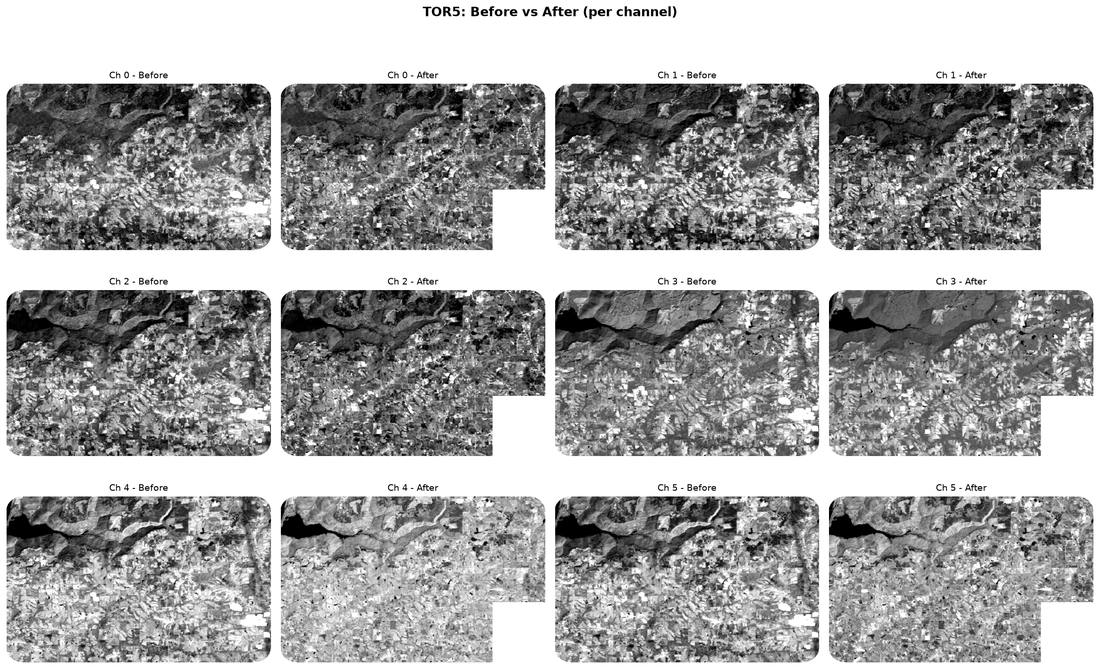 TOR5: Before vs After (per channel)
Ch 0 - Before
Ch 0 - After
Ch 1 - Before
Ch 1 - After
Ch 2 - Before
Ch 2 - After
Ch 3 - Before
Ch 3 - After
Ch 4 - Before
Ch 4 - After
Ch 5 - Before
Ch 5 - After